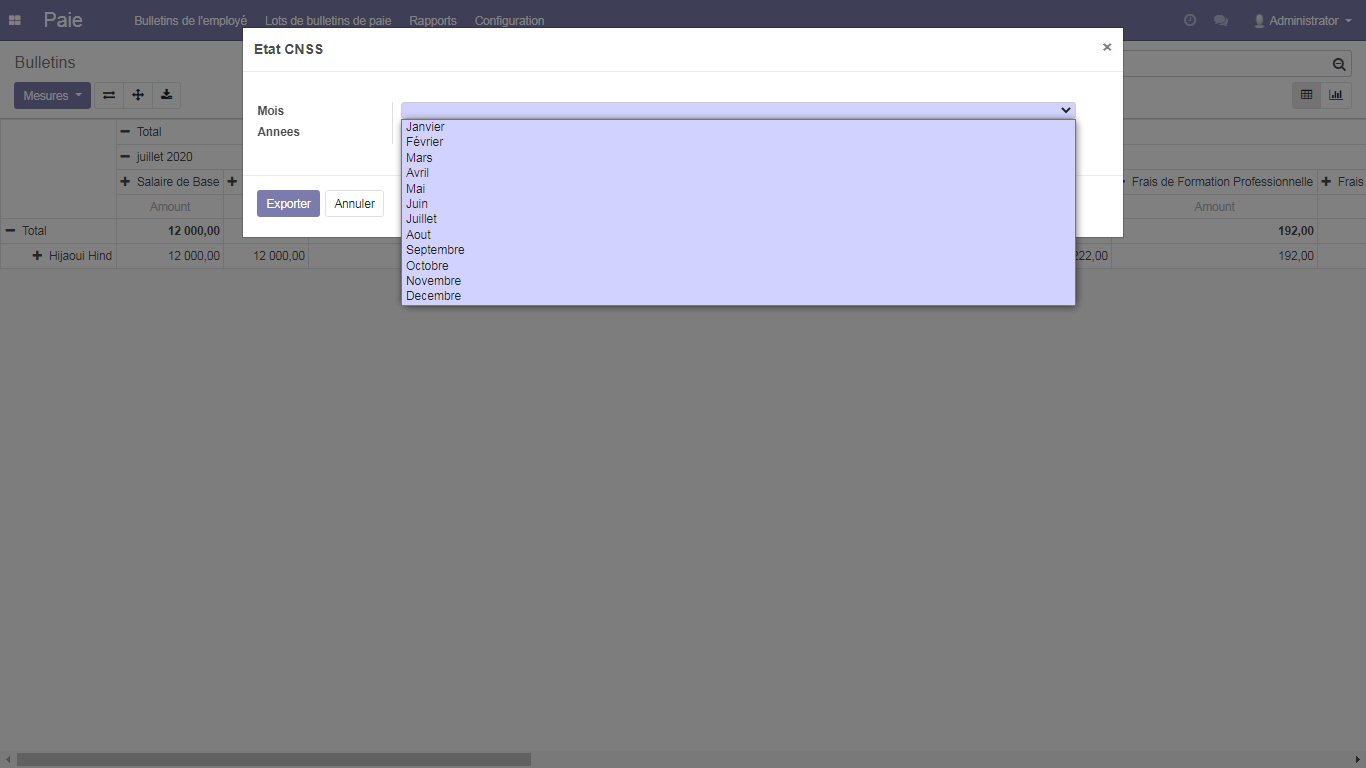 Paie Bulletins de l'employé Lots de bulletins de paie Rapports Configuration Administrator
Etat CNSS ×
Bulletins
Mesures
Mois
Annees
Janvier
Février
Mars
Avril
Mai
Juin
Juillet
Aout
Septembre
Octobre
Novembre
Decembre
Exporter Annuler
Total
juillet 2020
Salaire de Base Frais de Formation Professionnelle Frais
Amount Amount
Total 12 000,00 192,00
Hijaoui Hind 12 000,00 12 000,00 222,00 192,00